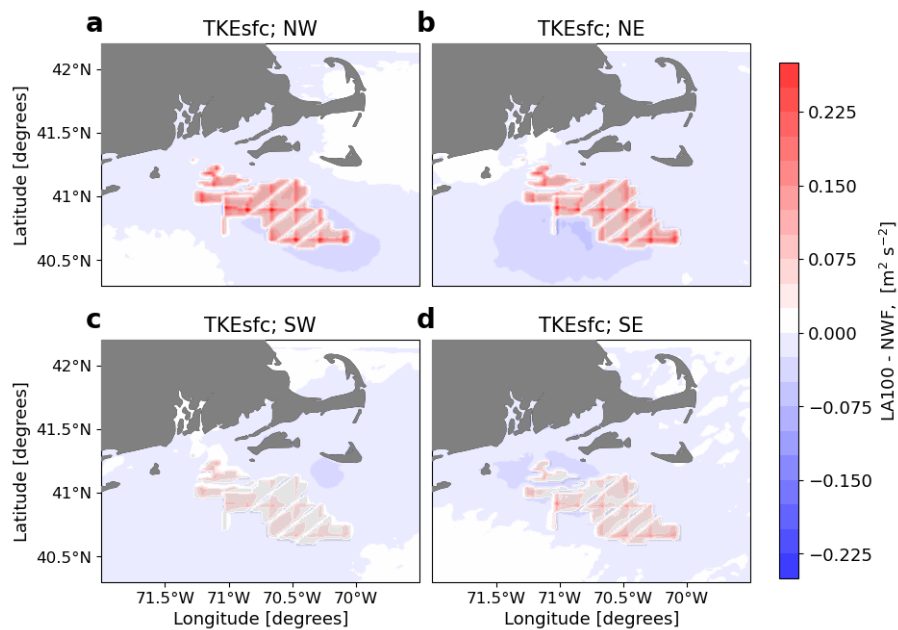 a
TKEsfc; NW
b
TKEsfc; NE
42°N
41.5°N
41°N
40.5°N
Latitude [degrees]
c
TKEsfc; SW
d
TKEsfc; SE
42°N
41.5°N
41°N
40.5°N
Latitude [degrees]
71.5°W 71°W 70.5°W 70°W
Longitude [degrees]
71.5°W 71°W 70.5°W 70°W
Longitude [degrees]
0.225
0.150
0.075
0.000
−0.075
−0.150
−0.225
LA100 - NWF, [m² s⁻²]